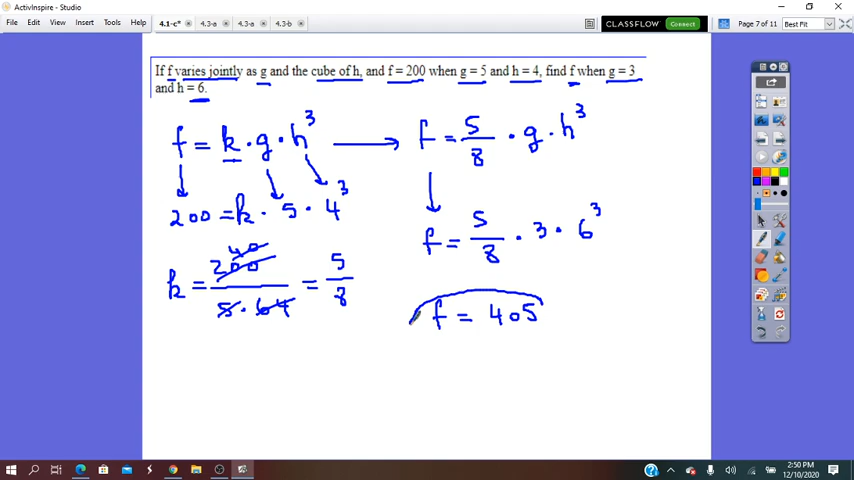 ActivInspire - Studio
File Edit View Insert Tools Help
4.1-c* 4.3-a 4.3-a 4.3-b
CLASSFLOW Connect Page 7 of 11 Best Fit
If f varies jointly as g and the cube of h, and f = 200 when g = 5 and h = 4, find f when g = 3
and h = 6.
f = k · g · h³ → f = 5/8 · g · h³
200 = k · 5 · 4³
f = 5/8 · 3 · 6³
40
k = 200 / 5 · 64 = 5/8
f = 405
2:50 PM
12/10/2020